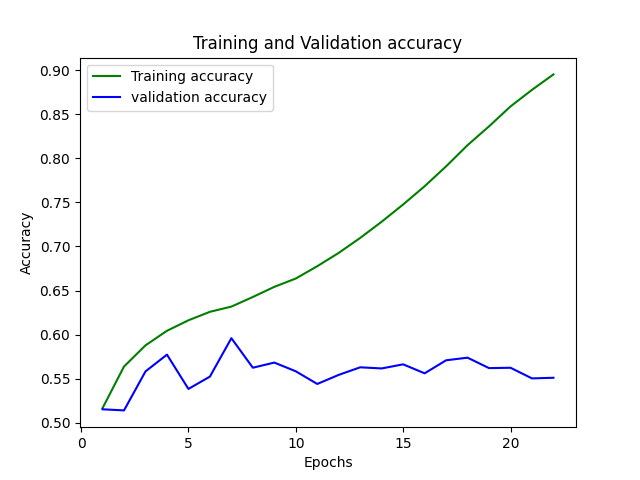 Training and Validation accuracy
Training accuracy
validation accuracy
0.90
0.85
0.80
0.75
0.70
0.65
0.60
0.55
0.50
Accuracy
0 5 10 15 20
Epochs